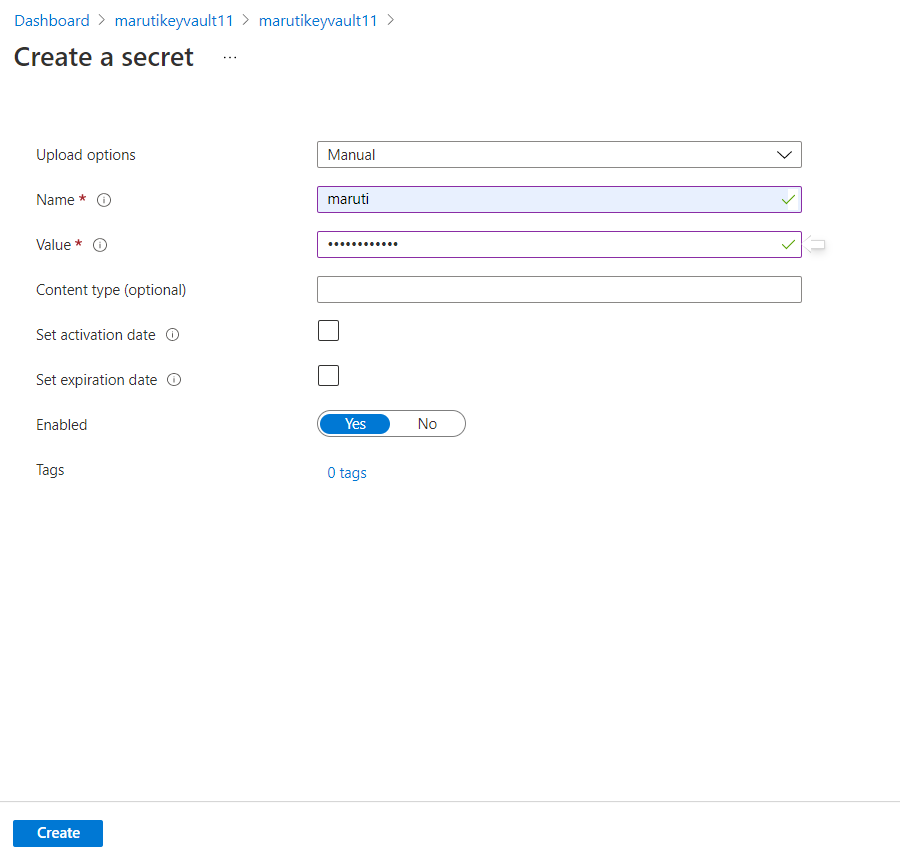 Dashboard > marutikeyvault11 > marutikeyvault11 >
Create a secret ...
Upload options Manual
Name * maruti
Value * ••••••••••••
Content type (optional)
Set activation date
Set expiration date
Enabled Yes No
Tags 0 tags
Create